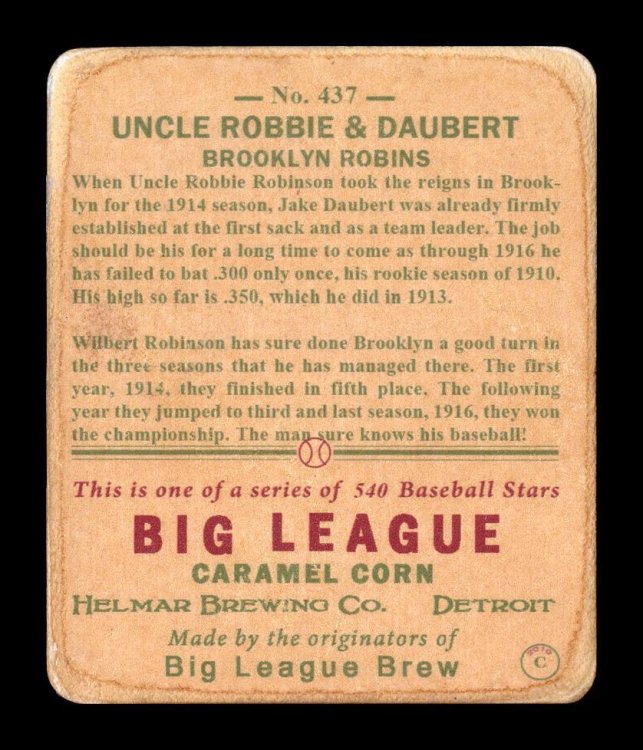 — No. 437 —
UNCLE ROBBIE & DAUBERT
BROOKLYN ROBINS
When Uncle Robbie Robinson took the reigns in Brook-
lyn for the 1914 season, Jake Daubert was already firmly
established at the first sack and as a team leader. The job
should be his for a long time to come as through 1916 he
has failed to bat .300 only once, his rookie season of 1910.
His high so far is .350, which he did in 1913.
Wilbert Robinson has sure done Brooklyn a good turn in
the three seasons that he has managed there. The first
year, 1914, they finished in fifth place. The following
year they jumped to third and last season, 1916, they won
the championship. The man sure knows his baseball!
This is one of a series of 540 Baseball Stars
BIG LEAGUE
CARAMEL CORN
HELMAR BREWING CO. DETROIT
Made by the originators of
Big League Brew
2010
C